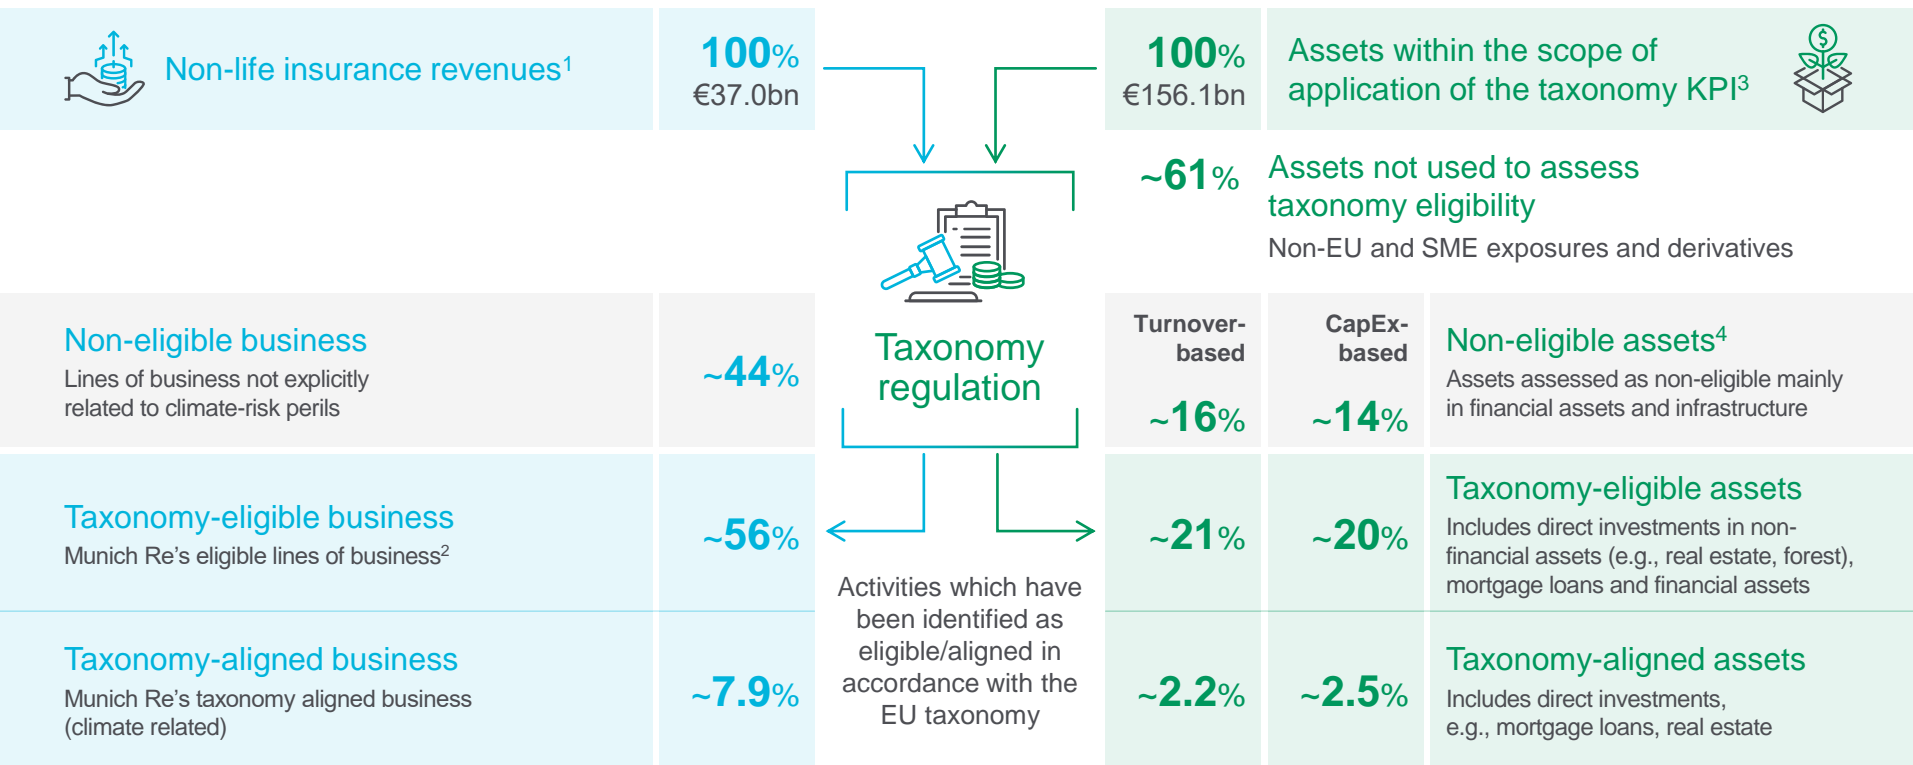 Non-life insurance revenues1
100%
€37.0bn
100%
€156.1bn
Assets within the scope of
application of the taxonomy KPI3
~61%
Assets not used to assess
taxonomy eligibility
Non-EU and SME exposures and derivatives
Non-eligible business
Lines of business not explicitly
related to climate-risk perils
~44%
Taxonomy
regulation
Turnover-
based
~16%
CapEx-
based
~14%
Non-eligible assets4
Assets assessed as non-eligible mainly
in financial assets and infrastructure
Taxonomy-eligible business
Munich Re’s eligible lines of business2
~56%
~21%
~20%
Taxonomy-eligible assets
Includes direct investments in non-
financial assets (e.g., real estate, forest),
mortgage loans and financial assets
Activities which have
been identified as
eligible/aligned in
accordance with the
EU taxonomy
Taxonomy-aligned business
Munich Re’s taxonomy aligned business
(climate related)
~7.9%
~2.2%
~2.5%
Taxonomy-aligned assets
Includes direct investments,
e.g., mortgage loans, real estate